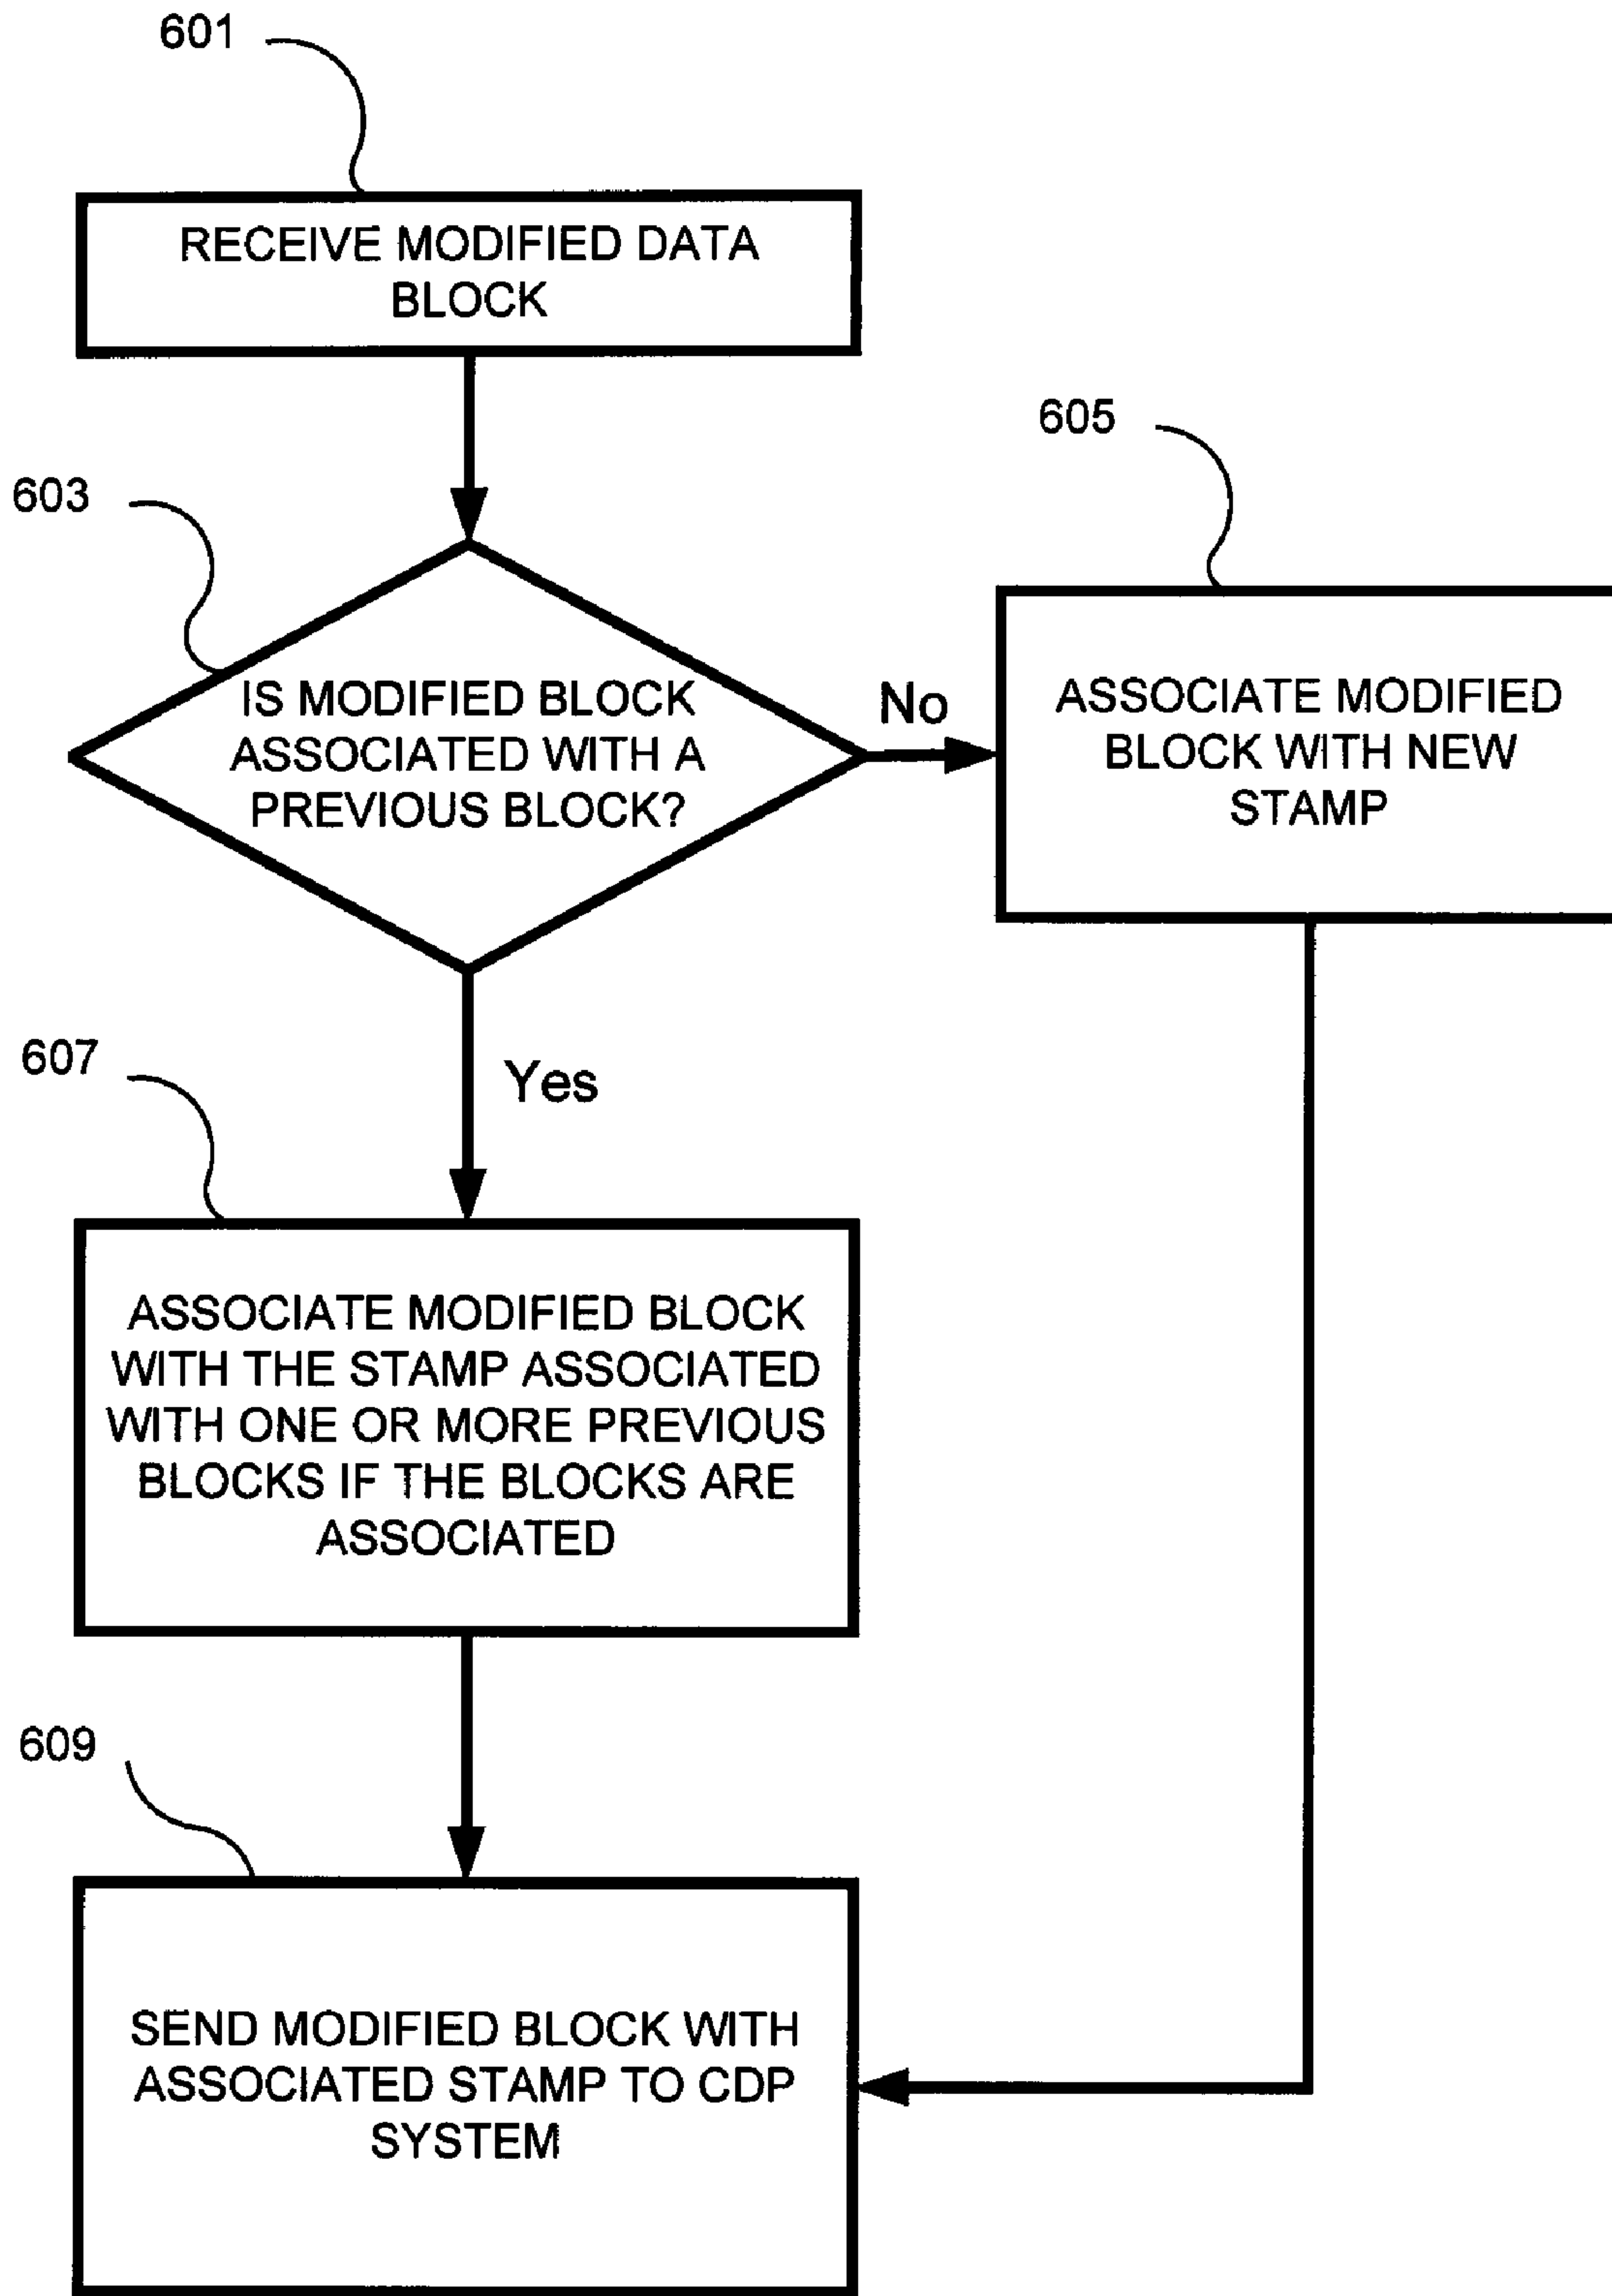 601
RECEIVE MODIFIED DATA
BLOCK
603
IS MODIFIED BLOCK
ASSOCIATED WITH A
PREVIOUS BLOCK?
No
605
ASSOCIATE MODIFIED
BLOCK WITH NEW
STAMP
Yes
607
ASSOCIATE MODIFIED BLOCK
WITH THE STAMP ASSOCIATED
WITH ONE OR MORE PREVIOUS
BLOCKS IF THE BLOCKS ARE
ASSOCIATED
609
SEND MODIFIED BLOCK WITH
ASSOCIATED STAMP TO CDP
SYSTEM